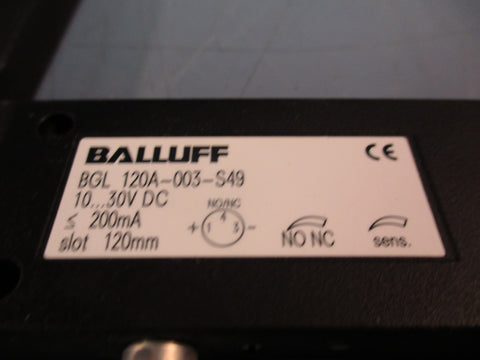 BALLUFF CE
BGL 120A-003-S49
10...30V DC
≤ 200mA
slot 120mm
NO/NC
4
+ 1 3 -
NO NC
sens.